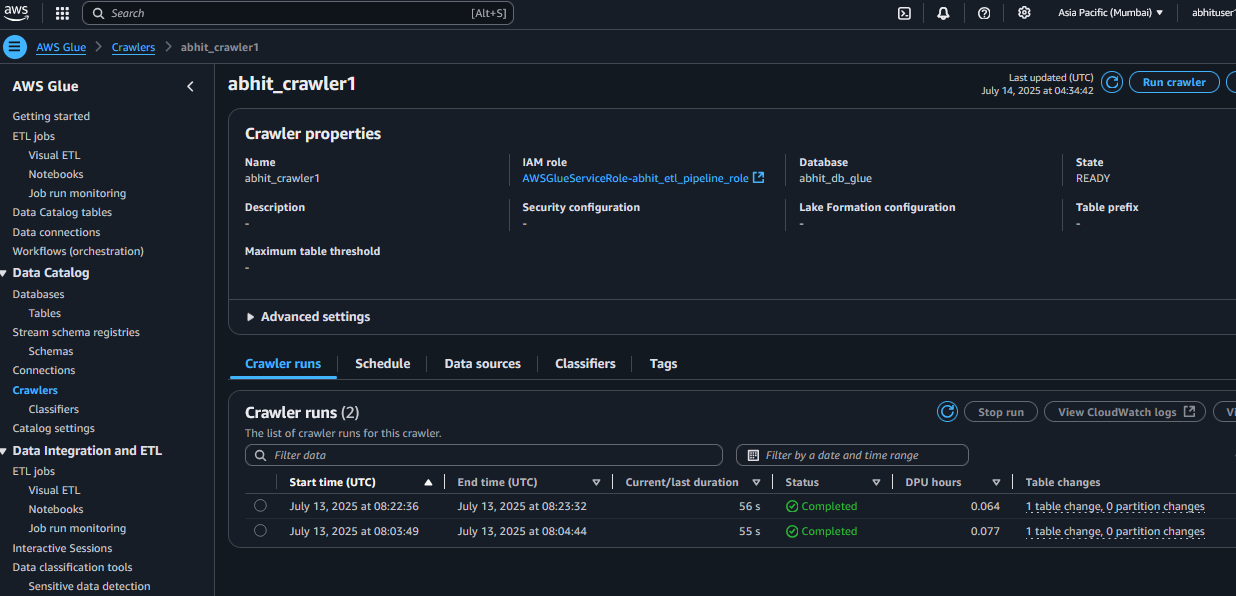 aws
Search [Alt+S]
Asia Pacific (Mumbai)
abhituser1
AWS Glue
Crawlers
abhit_crawler1
AWS Glue
Getting started
ETL jobs
Visual ETL
Notebooks
Job run monitoring
Data Catalog tables
Data connections
Workflows (orchestration)
Data Catalog
Databases
Tables
Stream schema registries
Schemas
Connections
Crawlers
Classifiers
Catalog settings
Data Integration and ETL
ETL jobs
Visual ETL
Notebooks
Job run monitoring
Interactive Sessions
Data classification tools
Sensitive data detection
abhit_crawler1
Last updated (UTC)
July 14, 2025 at 04:34:42
Run crawler
Crawler properties
Name
abhit_crawler1
IAM role
AWSGlueServiceRole-abhit_etl_pipeline_role
Database
abhit_db_glue
State
READY
Description
-
Security configuration
-
Lake Formation configuration
-
Table prefix
-
Maximum table threshold
-
Advanced settings
Crawler runs
Schedule
Data sources
Classifiers
Tags
Crawler runs (2)
The list of crawler runs for this crawler.
Stop run
View CloudWatch logs
Vi
Filter data
Filter by a date and time range
Start time (UTC) End time (UTC) Current/last duration Status DPU hours Table changes
July 13, 2025 at 08:22:36 July 13, 2025 at 08:23:32 56 s Completed 0.064 1 table change, 0 partition changes
July 13, 2025 at 08:03:49 July 13, 2025 at 08:04:44 55 s Completed 0.077 1 table change, 0 partition changes